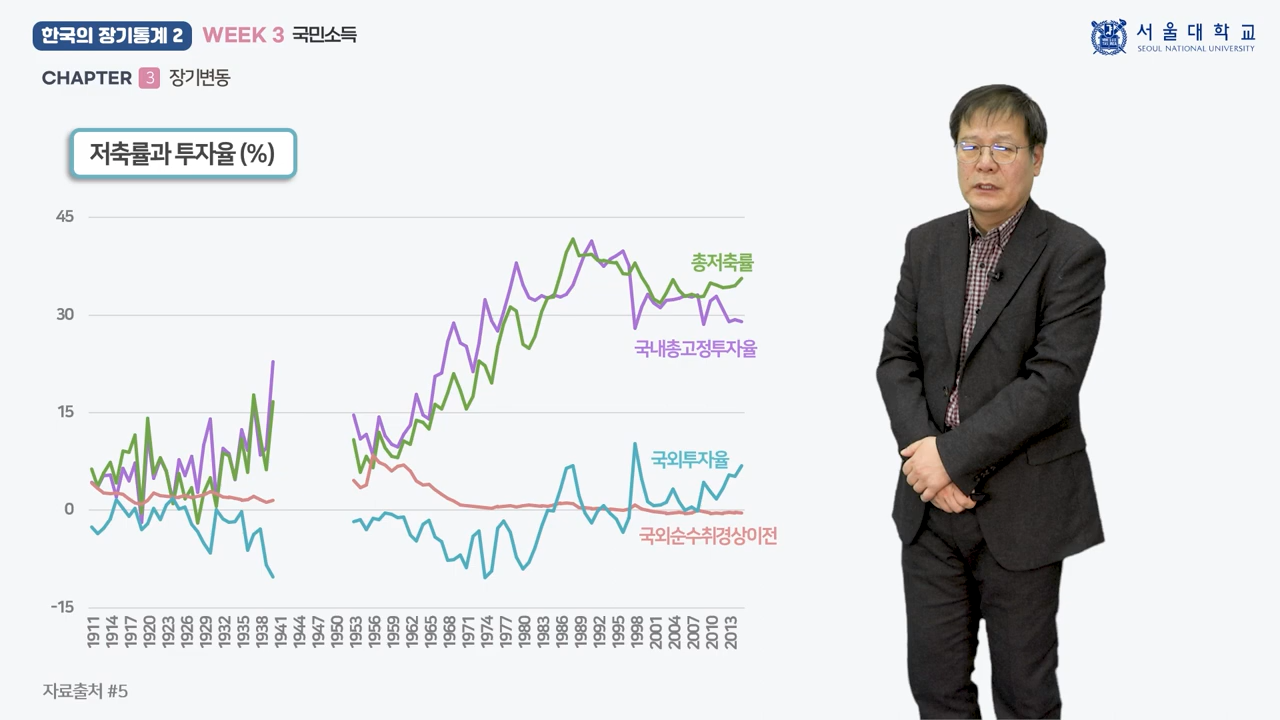 한국의 장기통계 2 WEEK 3 국민소득
서울대학교
SEOUL NATIONAL UNIVERSITY
CHAPTER 3 장기변동
저축률과 투자율 (%)
45
30
15
0
-15
총저축률
국내총고정투자율
국외투자율
국외순수취경상이전
1911 1914 1917 1920 1923 1926 1929 1932 1935 1938 1941 1944 1947 1950 1953 1956 1959 1962 1965 1968 1971 1974 1977 1980 1983 1986 1989 1992 1995 1998 2001 2004 2007 2010 2013
자료출처 #5